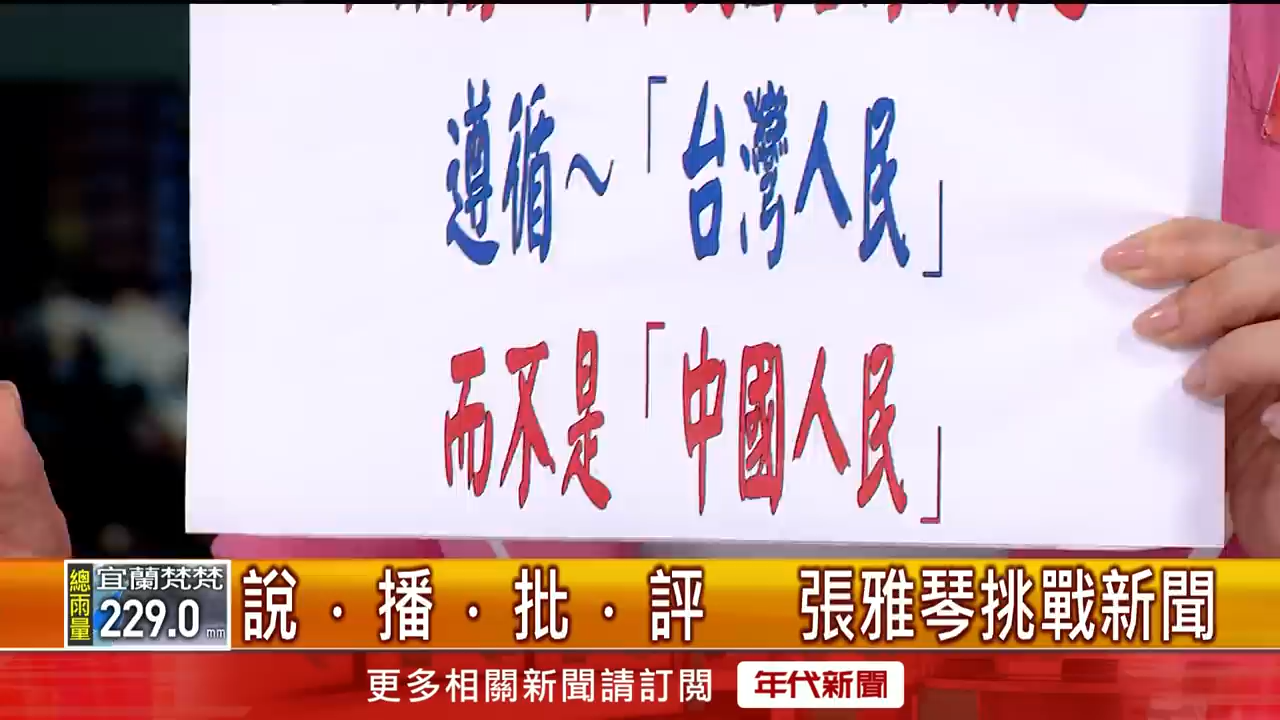 遵循~「台灣人民」
而不是「中國人民」
總雨量
宜蘭梵梵
229.0mm
說・播・批・評 張雅琴挑戰新聞
更多相關新聞請訂閱 年代新聞